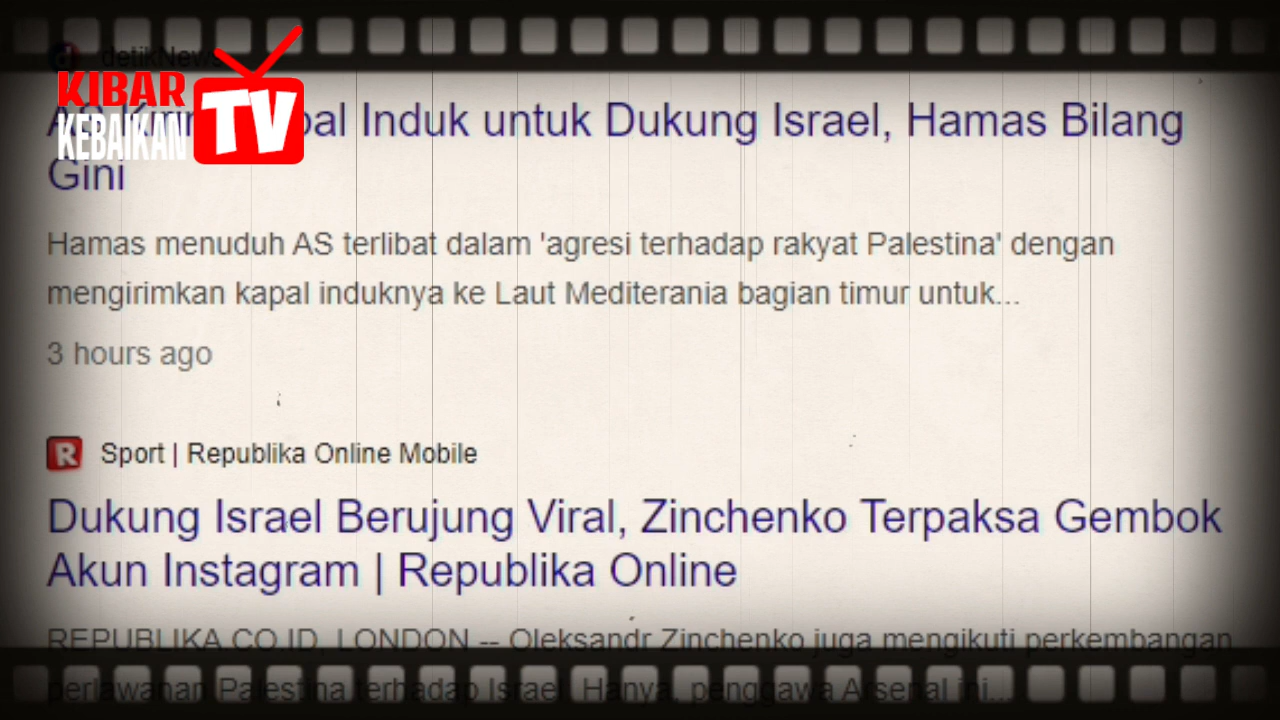 detikNews
KIBAR
KEBAIKAN
TV
Induk untuk Dukung Israel, Hamas Bilang
Gini
Hamas menuduh AS terlibat dalam 'agresi terhadap rakyat Palestina' dengan
mengirimkan kapal induknya ke Laut Mediterania bagian timur untuk...
3 hours ago
R
Sport | Republika Online Mobile
Dukung Israel Berujung Viral, Zinchenko Terpaksa Gembok
Akun Instagram | Republika Online
REPUBLIKA.CO.ID, LONDON -- Oleksandr Zinchenko juga mengikuti perkembangan
perlawanan Palestina terhadap Israel. Hanya, penggawa Arsenal ini...